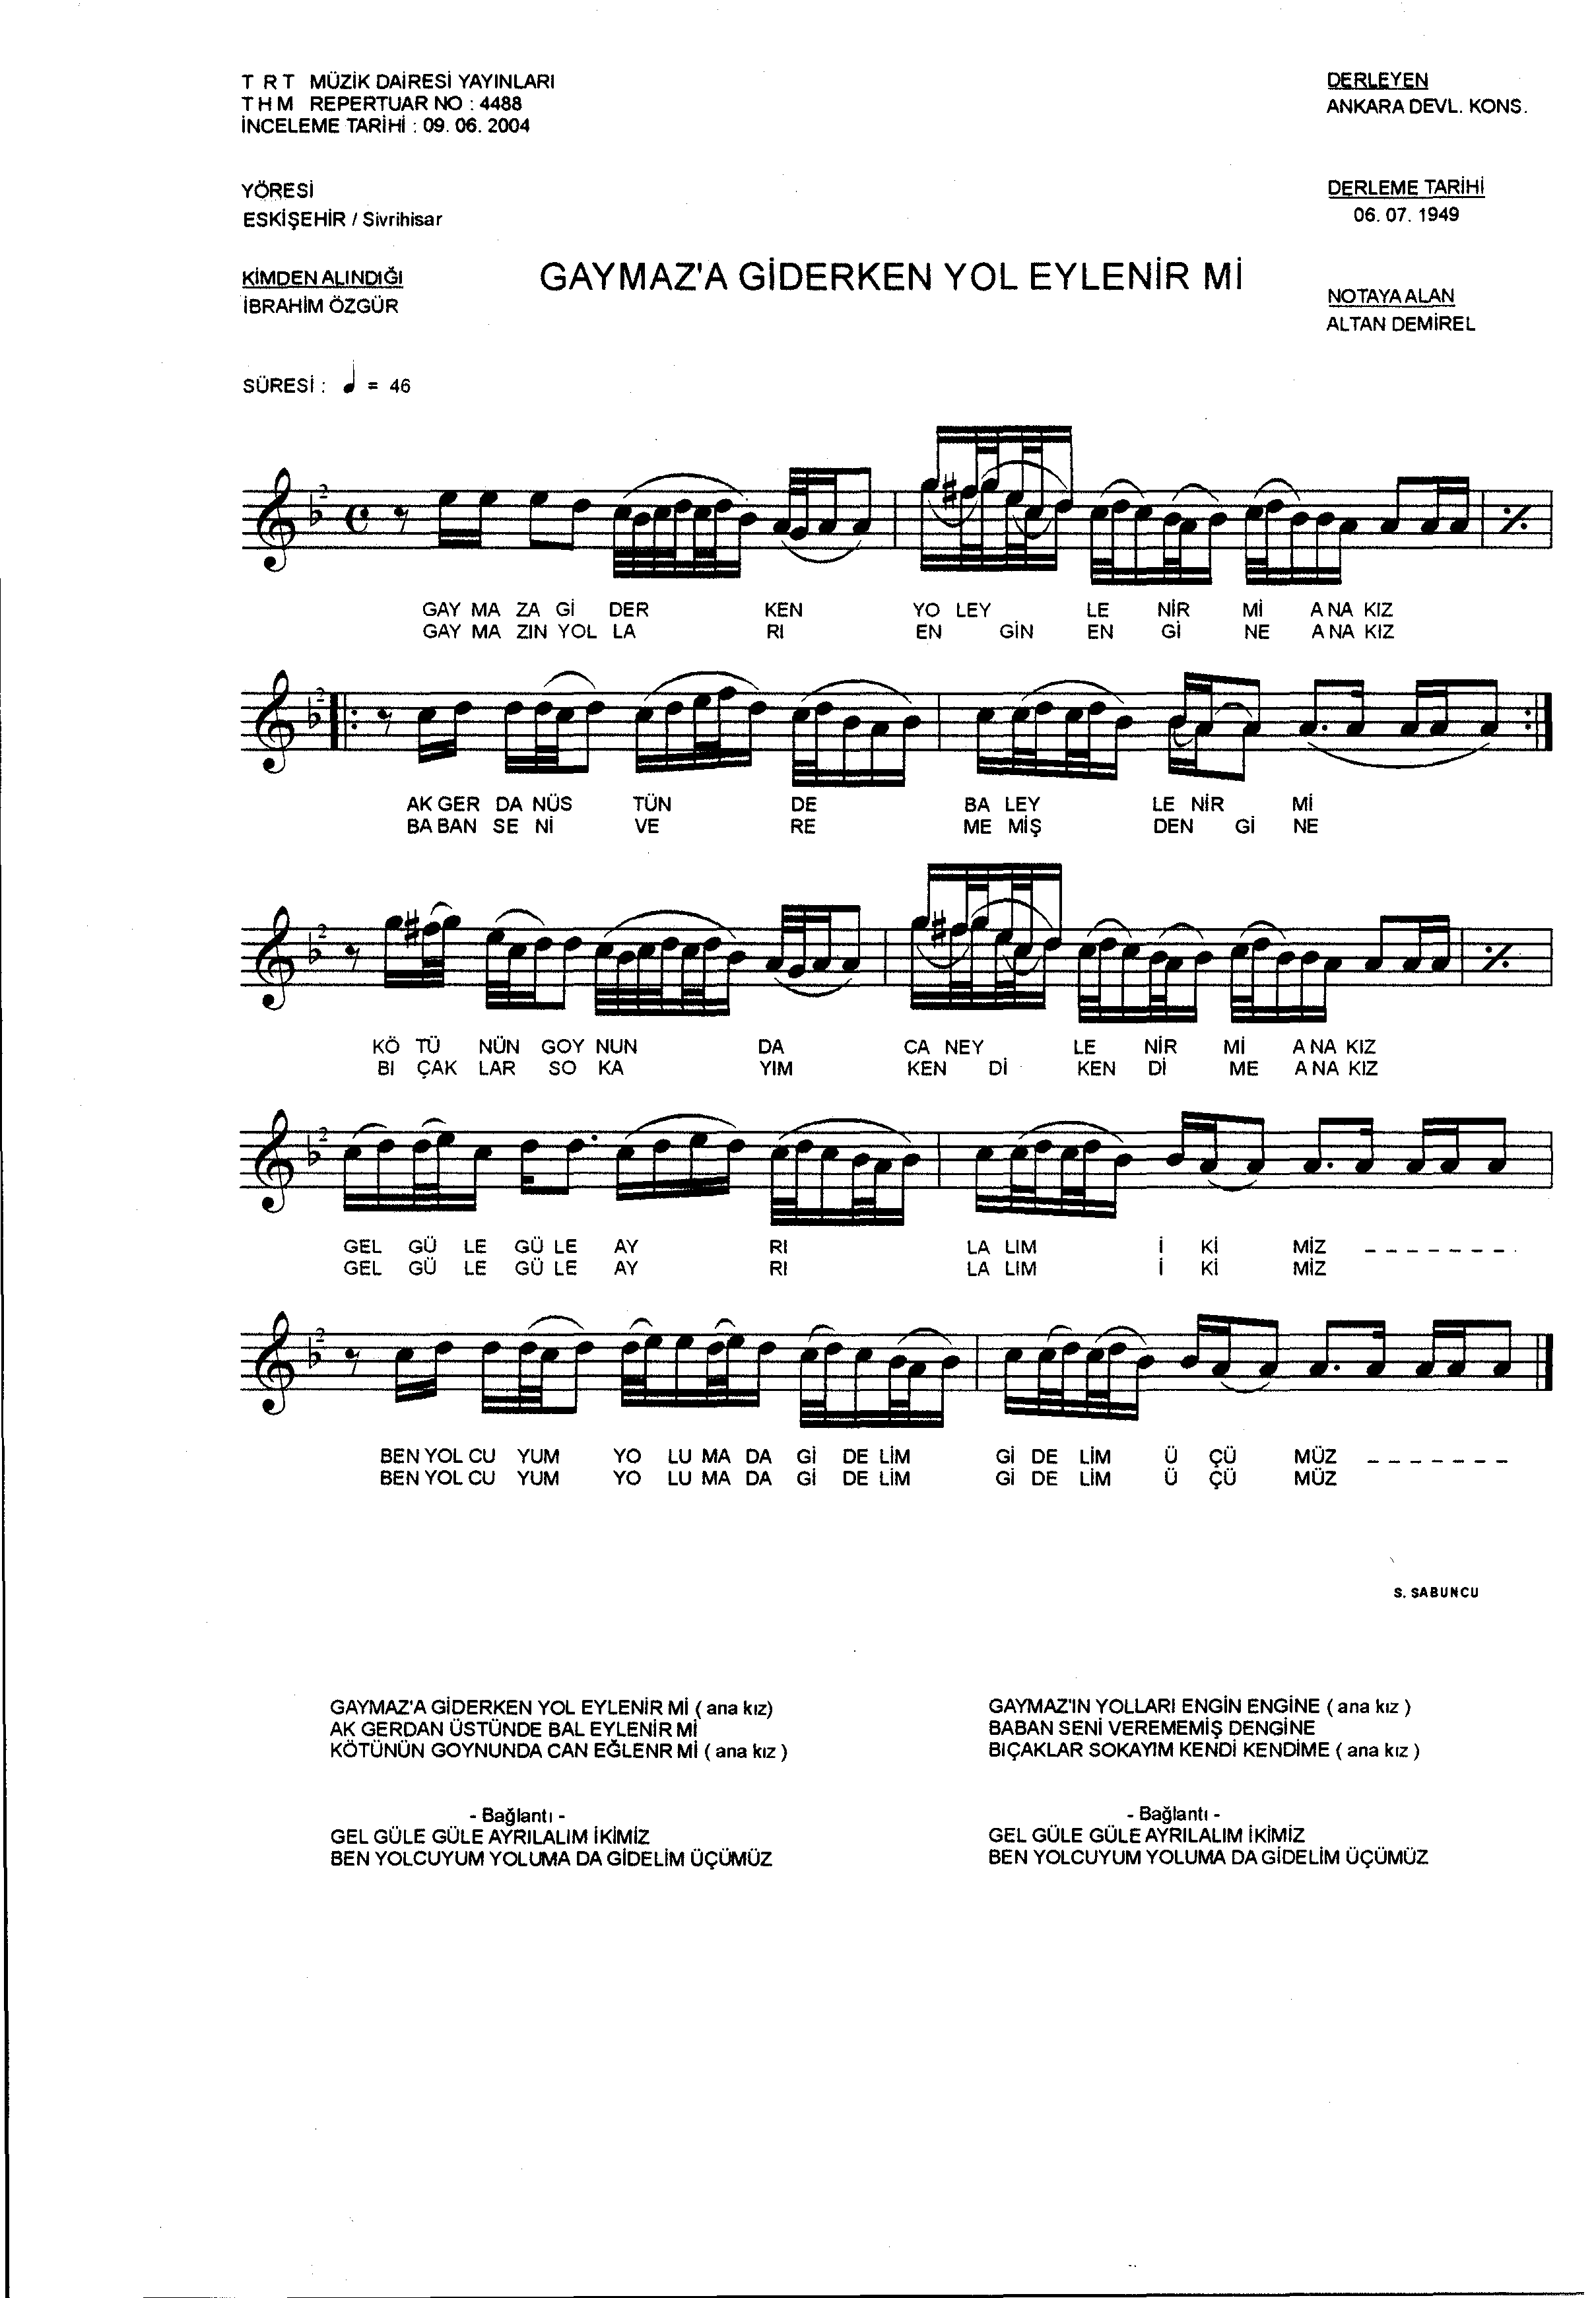 T R T MÜZİK DAİRESİ YAYINLARI
T H M REPERTUAR NO : 4488
İNCELEME TARİHİ : 09. 06. 2004
DERLEYEN
ANKARA DEVL. KONS.
YÖRESİ
ESKİŞEHİR / Sivrihisar
DERLEME TARİHİ
06. 07. 1949
KİMDEN ALINDIĞI
İBRAHİM ÖZGÜR
GAYMAZ'A GİDERKEN YOL EYLENİR Mİ
NOTAYA ALAN
ALTAN DEMİREL
SÜRESİ : ♩ = 46
GAY MA ZA Gİ DER KEN YO LEY LE NİR Mİ A NA KIZ
GAY MA ZIN YOL LA RI EN GİN EN Gİ NE A NA KIZ
AK GER DA NÜS TÜN DE BA LEY LE NİR Mİ
BA BAN SE Nİ VE RE ME MİŞ DEN Gİ NE
KÖ TÜ NÜN GOY NUN DA CA NEY LE NİR Mİ A NA KIZ
BI ÇAK LAR SO KA YIM KEN Dİ KEN Dİ ME A NA KIZ
GEL GÜ LE GÜ LE AY RI LA LIM İ Kİ MİZ _ _ _ _ _ _ _
GEL GÜ LE GÜ LE AY RI LA LIM İ Kİ MİZ
BEN YOL CU YUM YO LU MA DA Gİ DE LİM Gİ DE LİM Ü ÇÜ MÜZ _ _ _ _ _ _ _
BEN YOL CU YUM YO LU MA DA Gİ DE LİM Gİ DE LİM Ü ÇÜ MÜZ
S. SABUNCU
GAYMAZ'A GİDERKEN YOL EYLENİR Mİ ( ana kız)
AK GERDAN ÜSTÜNDE BAL EYLENİR Mİ
KÖTÜNÜN GOYNUNDA CAN EĞLENR Mİ ( ana kız )
- Bağlantı -
GEL GÜLE GÜLE AYRILALIM İKİMİZ
BEN YOLCUYUM YOLUMA DA GİDELİM ÜÇÜMÜZ
GAYMAZ'IN YOLLARI ENGİN ENGİNE ( ana kız )
BABAN SENİ VEREMEMİŞ DENGİNE
BIÇAKLAR SOKAYIM KENDİ KENDİME ( ana kız )
- Bağlantı -
GEL GÜLE GÜLE AYRILALIM İKİMİZ
BEN YOLCUYUM YOLUMA DA GİDELİM ÜÇÜMÜZ